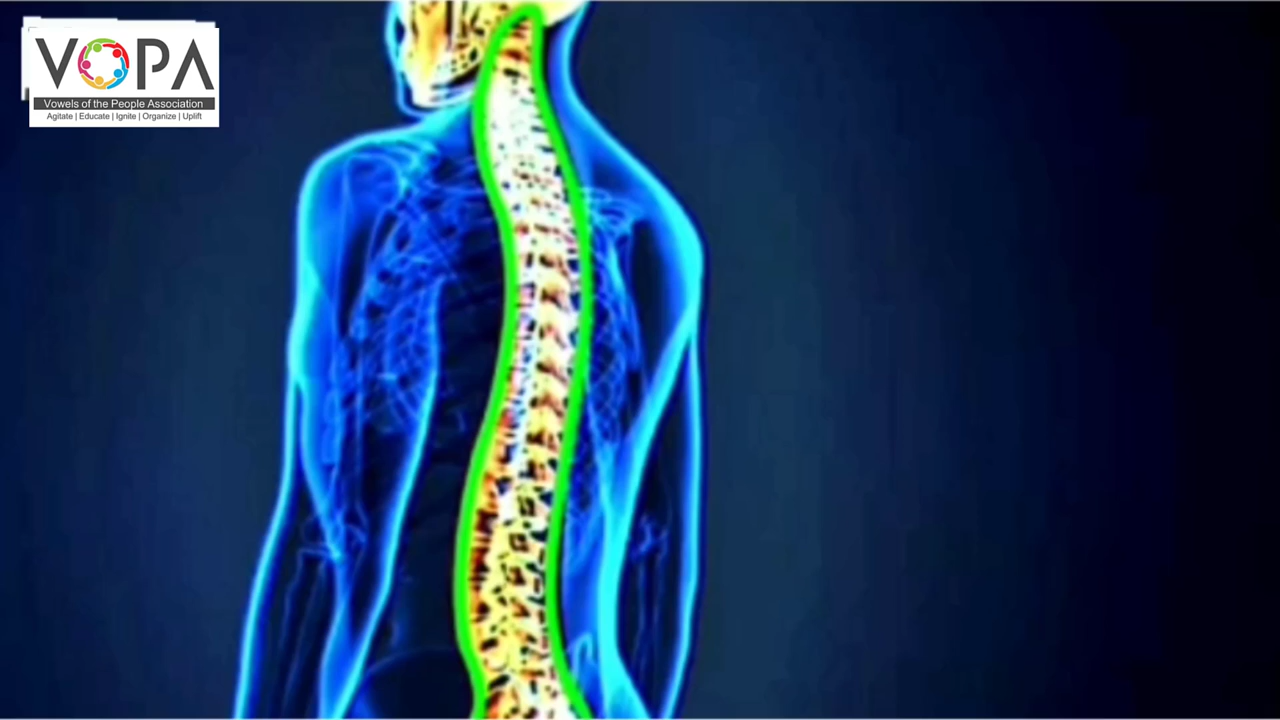 VOPA
Vowels of the People Association
Agitate | Educate | Ignite | Organize | Uplift